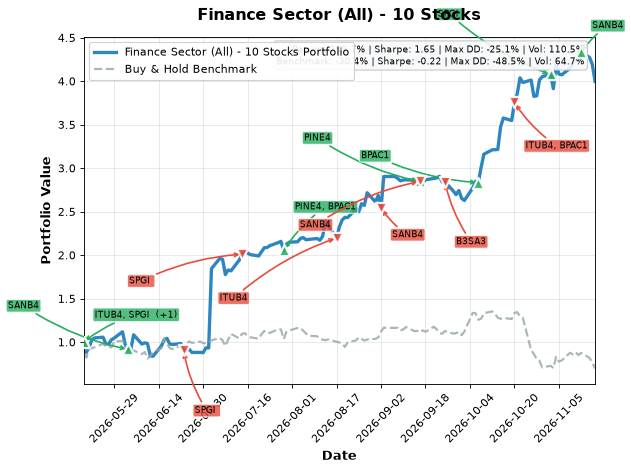 Finance Sector (All) - 10 Stocks
SANB4
Finance Sector (All) - 10 Stocks Portfolio
Buy & Hold Benchmark
7% | Sharpe: 1.65 | Max DD: -25.1% | Vol: 110.5%
4% | Sharpe: -0.22 | Max DD: -48.5% | Vol: 64.7%
4.5
4.0
3.5
3.0
2.5
2.0
1.5
1.0
Portfolio Value
PINE4
BPAC1
ITUB4, BPAC1
PINE4, BPAC1
SANB4
SANB4
B3SA3
SPGI
ITUB4
SANB4
ITUB4, SPGI (+1)
SPGI
2026-05-29
2026-06-14
2026-06-30
2026-07-16
2026-08-01
2026-08-17
2026-09-02
2026-09-18
2026-10-04
2026-10-20
2026-11-05
Date